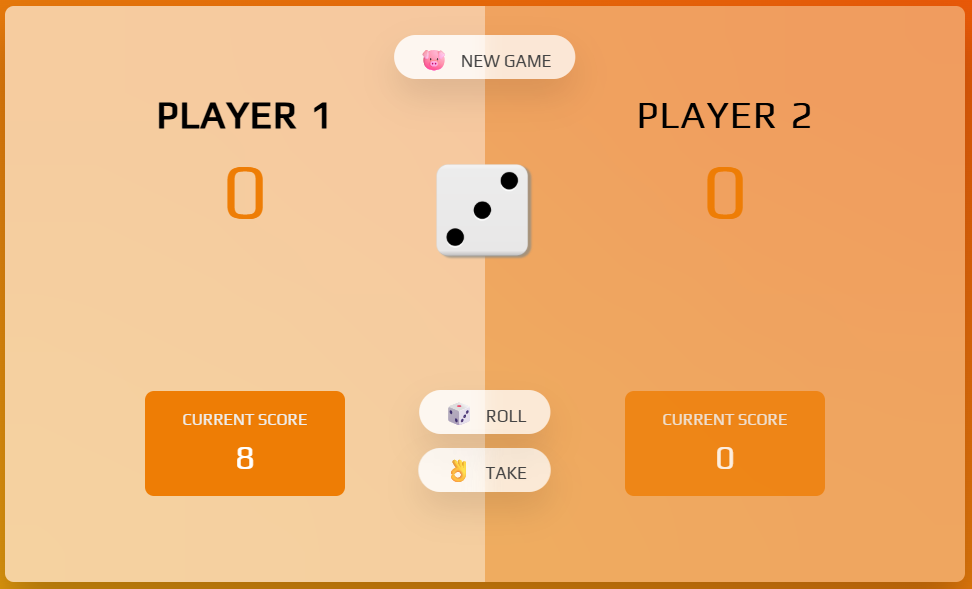 NEW GAME
PLAYER 1
PLAYER 2
0
0
CURRENT SCORE
8
ROLL
TAKE
CURRENT SCORE
0